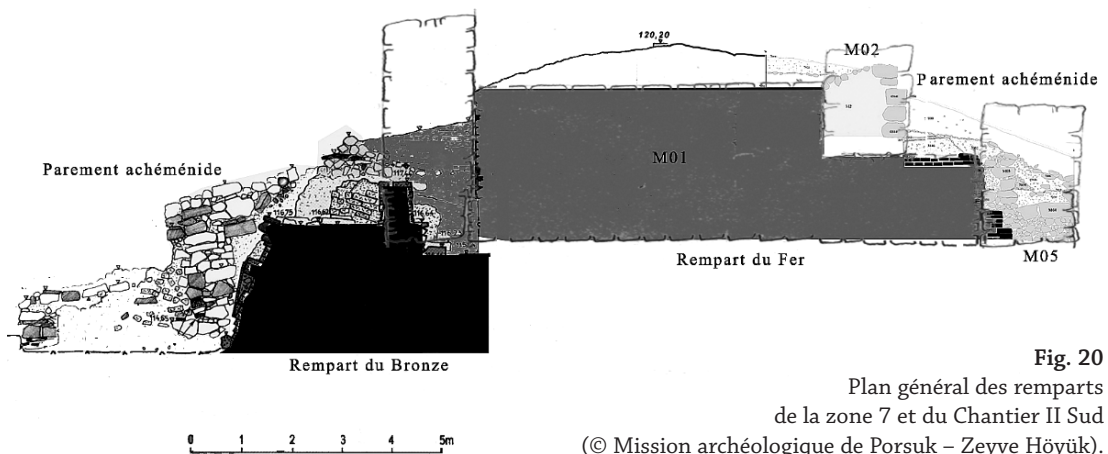 120,20
M02
Parement achéménide
Parement achéménide
M01
116,75
Rempart du Fer
M05
Rempart du Bronze
Fig. 20
Plan général des remparts
de la zone 7 et du Chantier II Sud
(© Mission archéologique de Porsuk – Zeyve Höyük).
0 1 2 3 4 5m